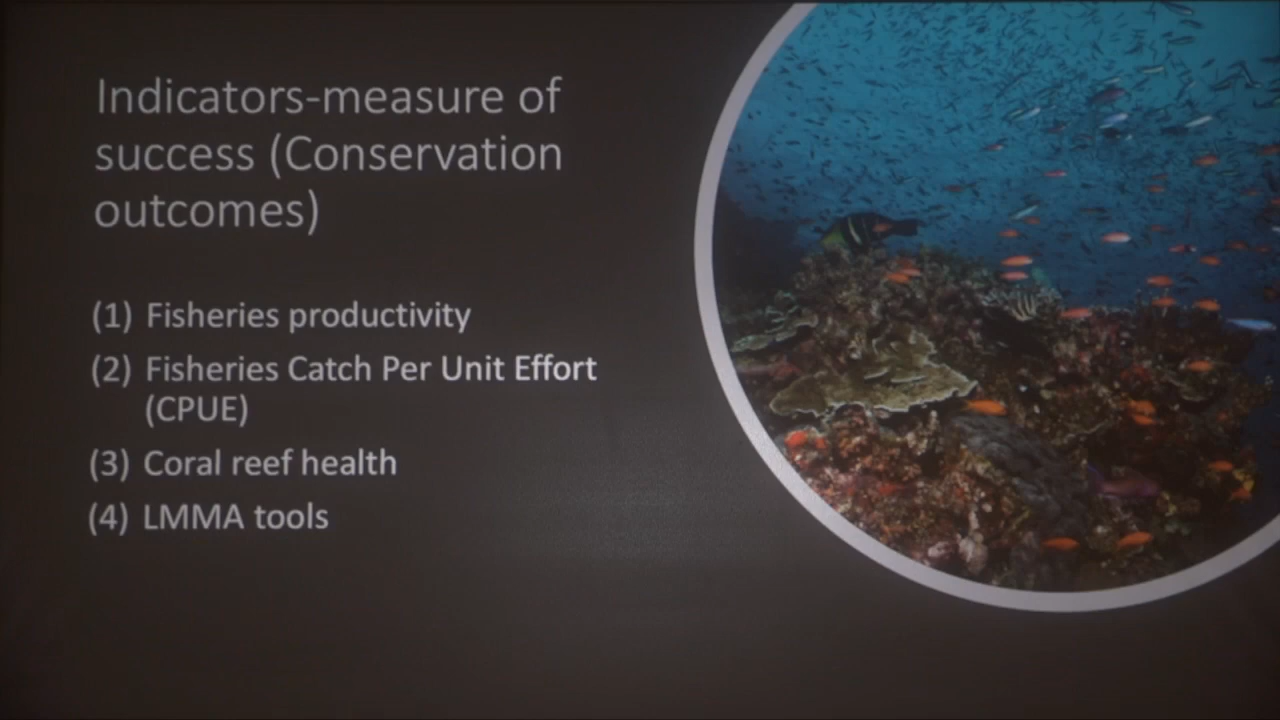 Indicators-measure of
success (Conservation
outcomes)
(1) Fisheries productivity
(2) Fisheries Catch Per Unit Effort
(CPUE)
(3) Coral reef health
(4) LMMA tools